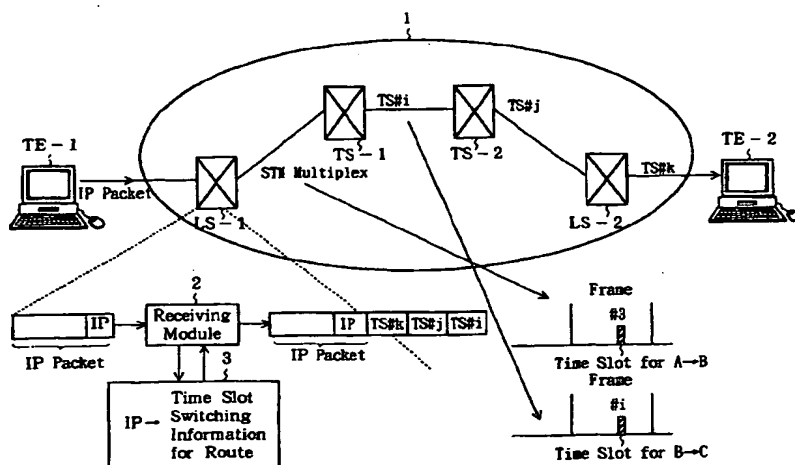 1
TS#i
TS#j
TE-1
TS-1
TS-2
TE-2
STM Multiplex
TS#k
IP Packet
LS-1
LS-2
Frame
2
#3
IP
Receiving
Module
IP
TS#k
TS#j
TS#i
IP Packet
IP Packet
Time Slot for A→B
3
Frame
Time Slot
Switching
IP→
Information
for Route
#i
Time Slot for B→C